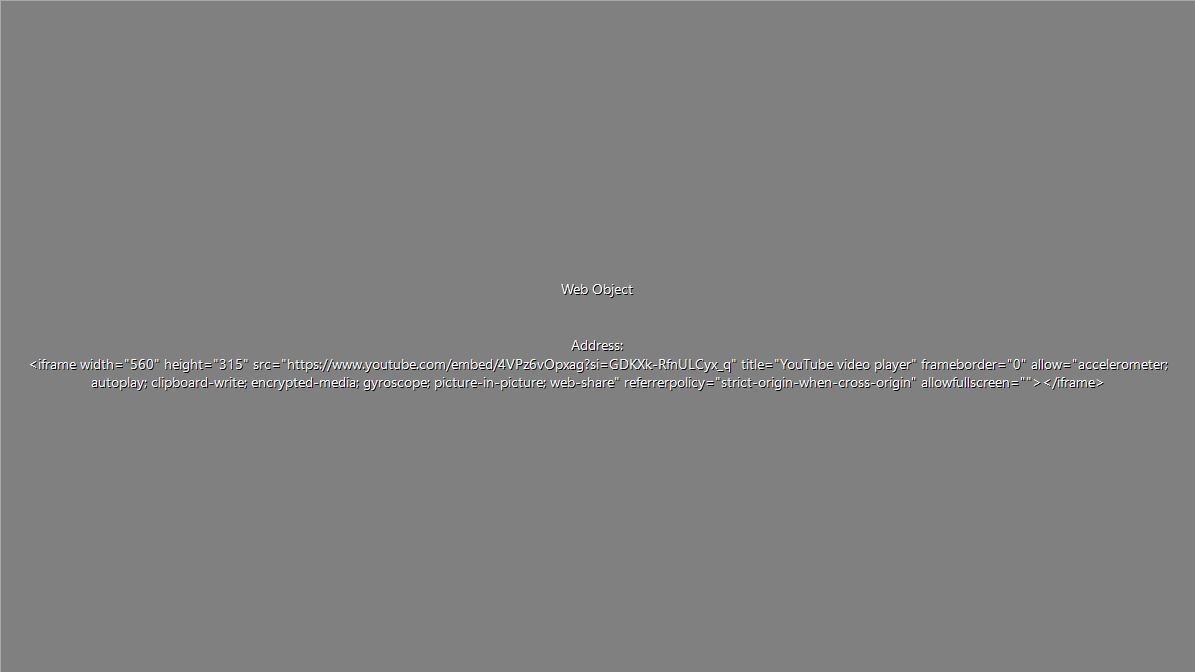 Web Object
Address:
<iframe width="560" height="315" src="https://www.youtube.com/embed/4VPz6vOpxag?si=GDKXk-RfnULCyx_q" title="YouTube video player" frameborder="0" allow="accelerometer;
autoplay; clipboard-write; encrypted-media; gyroscope; picture-in-picture; web-share" referrerpolicy="strict-origin-when-cross-origin" allowfullscreen=""></iframe>